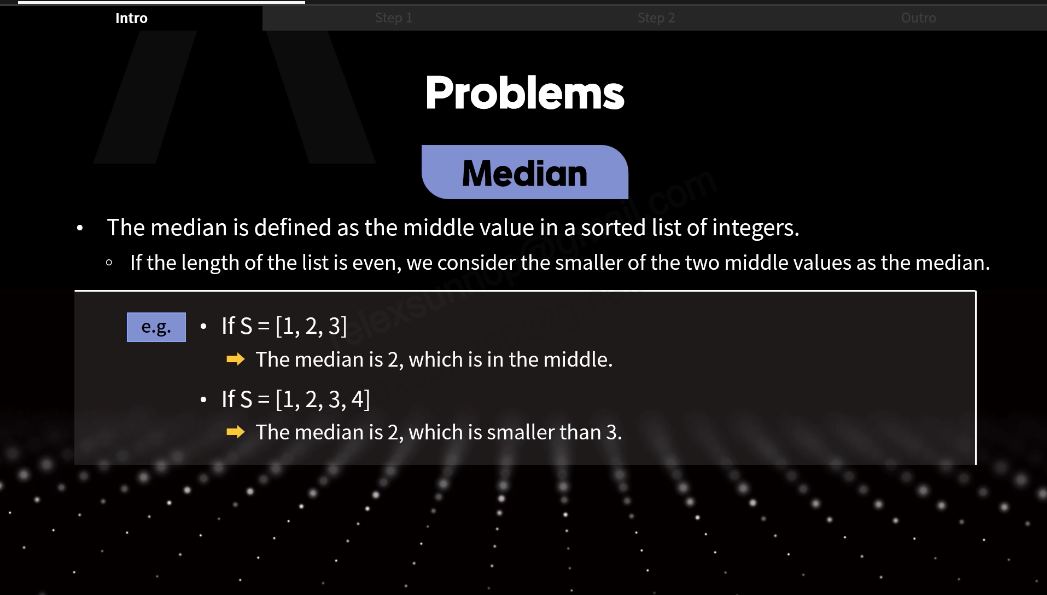 Intro
Step 1
Step 2
Outro
Problems
Median
• The median is defined as the middle value in a sorted list of integers.
◦ If the length of the list is even, we consider the smaller of the two middle values as the median.
e.g. • If S = [1, 2, 3]
➡ The median is 2, which is in the middle.
• If S = [1, 2, 3, 4]
➡ The median is 2, which is smaller than 3.